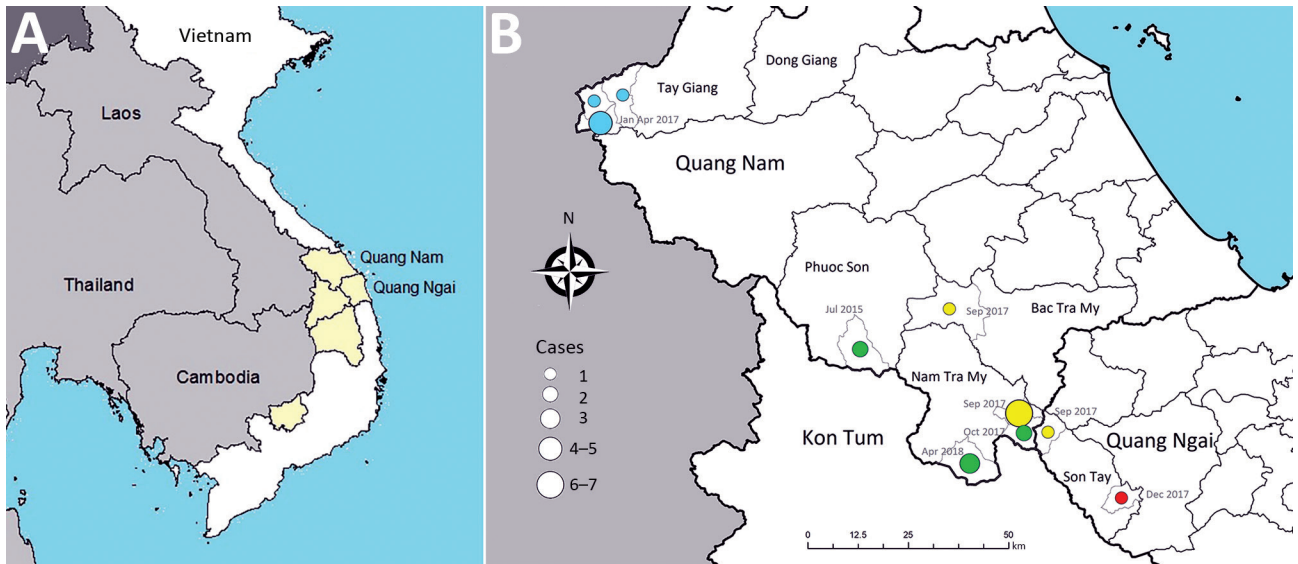 A
Vietnam
Laos
Quang Nam
Quang Ngai
Thailand
Cambodia
B
Dong Giang
Tay Giang
Jan Apr 2017
Quang Nam
N
Phuoc Son
Jul 2015
Sep 2017
Bac Tra My
Cases
1
2
3
4–5
6–7
Nam Tra My
Sep 2017
Sep 2017
Oct 2017
Quang Ngai
Kon Tum
Apr 2018
Son Tay
Dec 2017
0 12.5 25 50
km